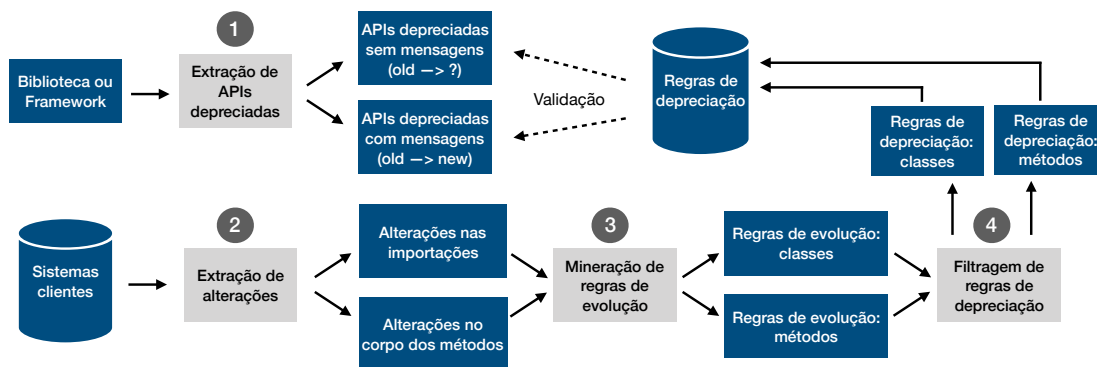 1
Biblioteca ou
Framework
Extração de
APIs
depreciadas
APIs depreciadas
sem mensagens
(old —> ?)
APIs depreciadas
com mensagens
(old —> new)
Validação
Regras de
depreciação
Regras de
depreciação:
classes
Regras de
depreciação:
métodos
Sistemas
clientes
2
Extração de
alterações
Alterações nas
importações
Alterações no
corpo dos métodos
3
Mineração de
regras de
evolução
Regras de evolução:
classes
Regras de evolução:
métodos
4
Filtragem de
regras de
depreciação